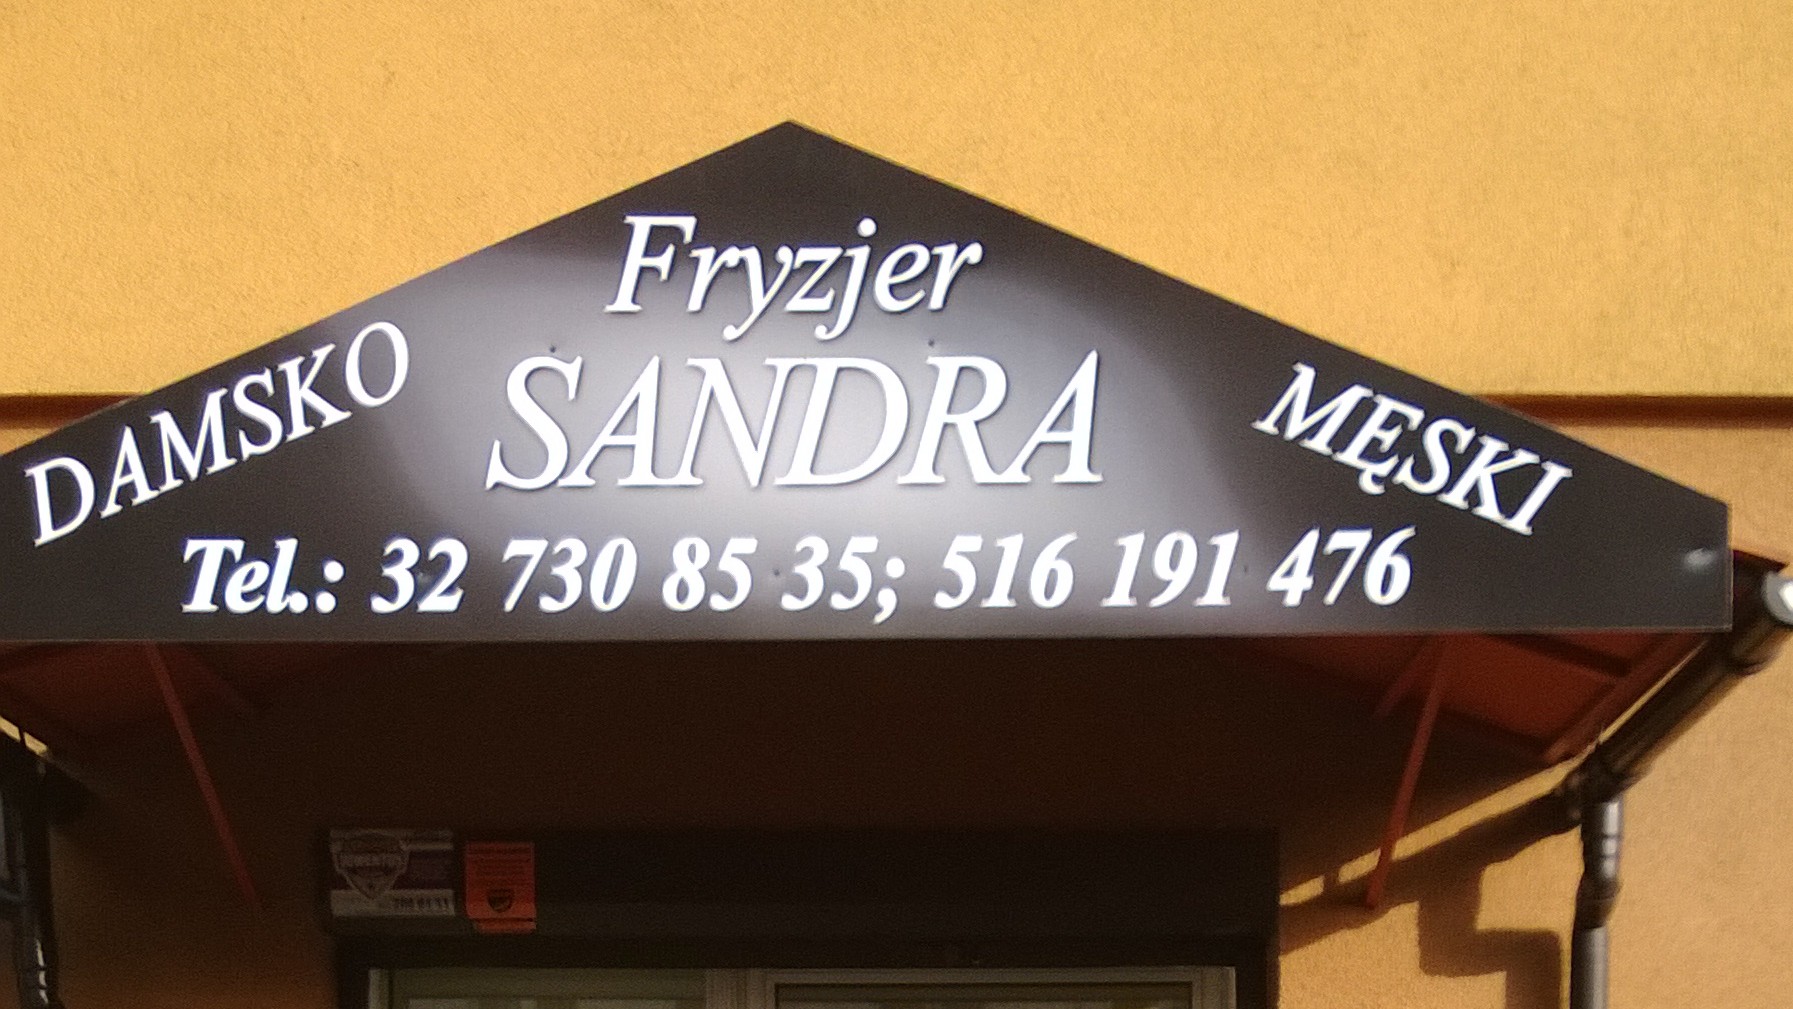 Fryzjer
DAMSKO SANDRA MĘSKI
Tel.: 32 730 85 35; 516 191 476